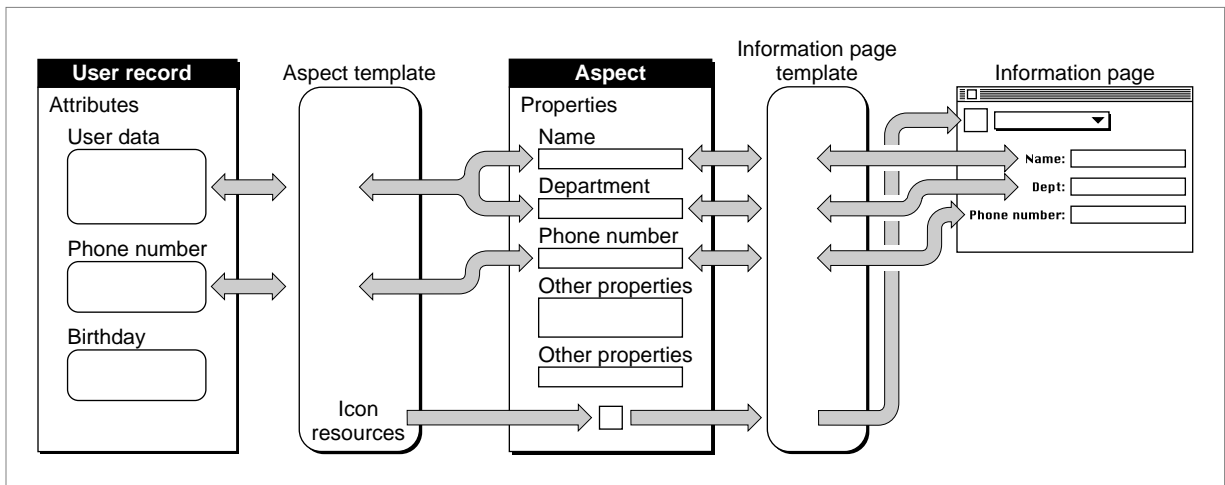 User record
Attributes
User data
Phone number
Birthday
Aspect template
Icon
resources
Aspect
Properties
Name
Department
Phone number
Other properties
Other properties
Information page
template
Information page
Name:
Dept:
Phone number: